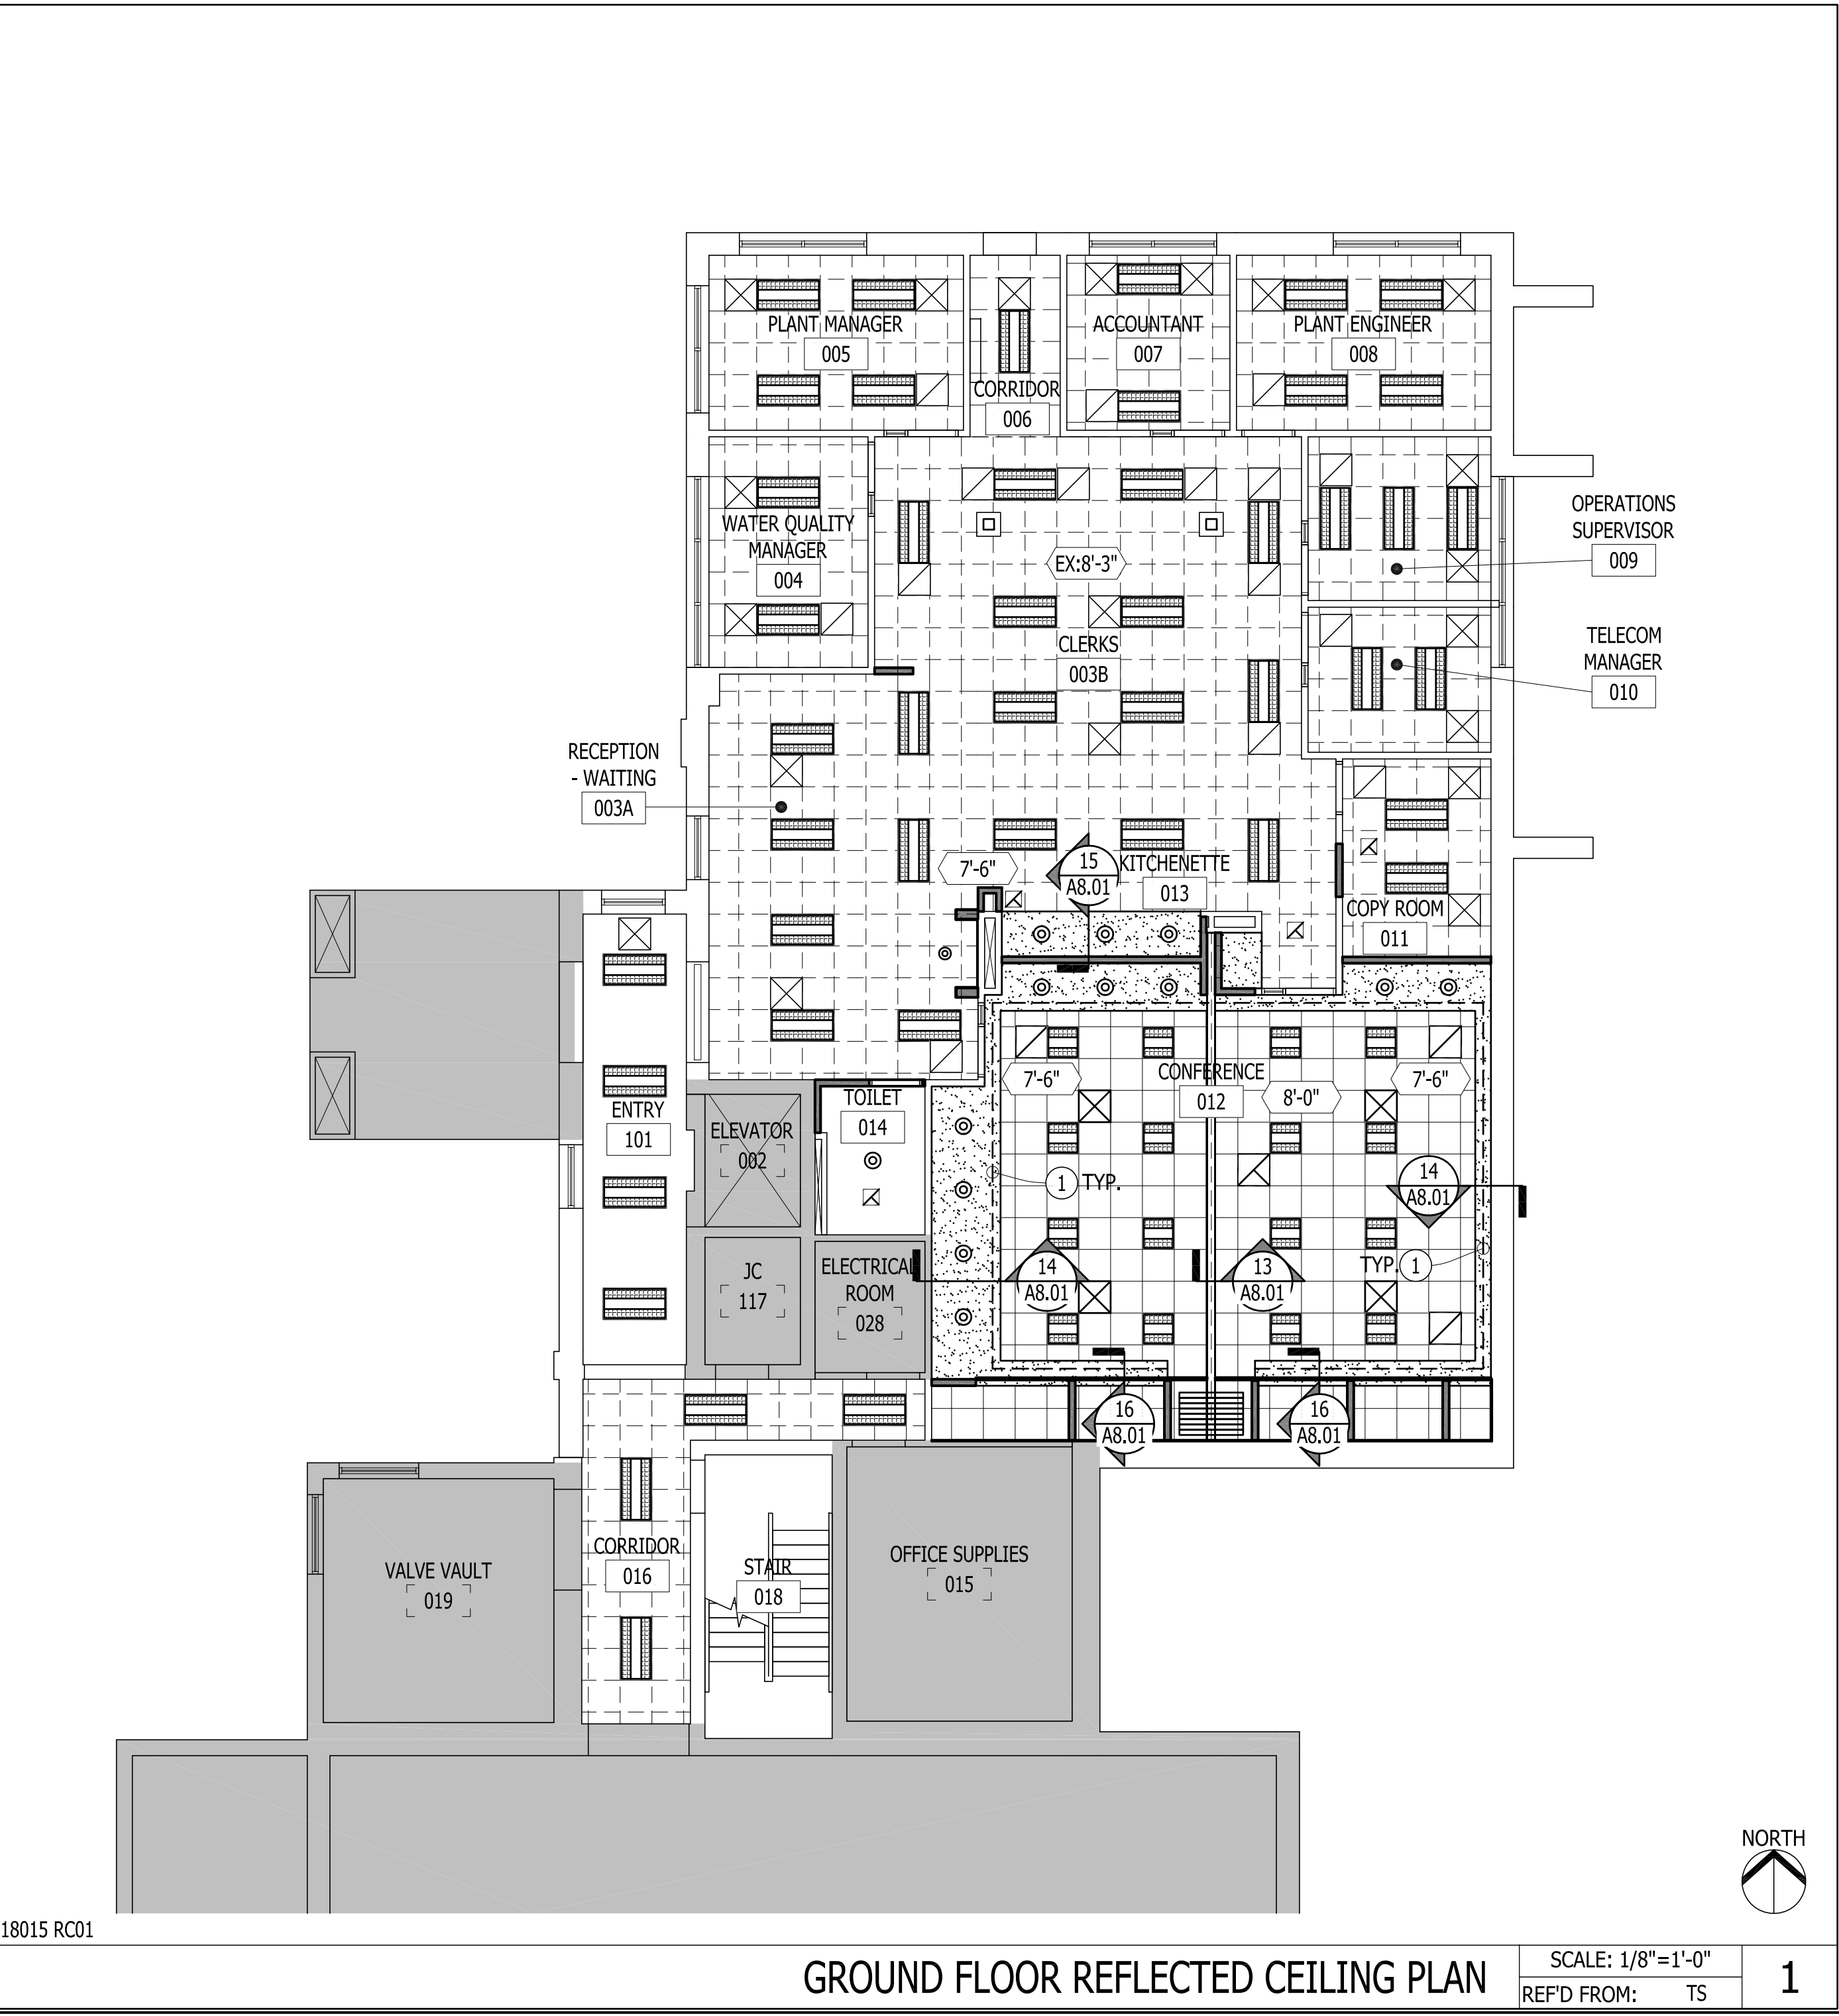 PLANT MANAGER
005
CORRIDOR
006
ACCOUNTANT
007
PLANT ENGINEER
008
WATER QUALITY
MANAGER
004
EX:8'-3"
OPERATIONS
SUPERVISOR
009
CLERKS
003B
TELECOM
MANAGER
010
RECEPTION
- WAITING
003A
7'-6"
15
A8.01
KITCHENETTE
013
COPY ROOM
011
7'-6"
CONFERENCE
012
8'-0"
7'-6"
ENTRY
101
ELEVATOR
002
TOILET
014
1 TYP.
14
A8.01
JC
117
ELECTRICAL
ROOM
028
14
A8.01
13
A8.01
TYP. 1
16
A8.01
16
A8.01
VALVE VAULT
019
CORRIDOR
016
STAIR
018
OFFICE SUPPLIES
015
NORTH
18015 RC01
GROUND FLOOR REFLECTED CEILING PLAN
SCALE: 1/8"=1'-0"
REF'D FROM: TS
1